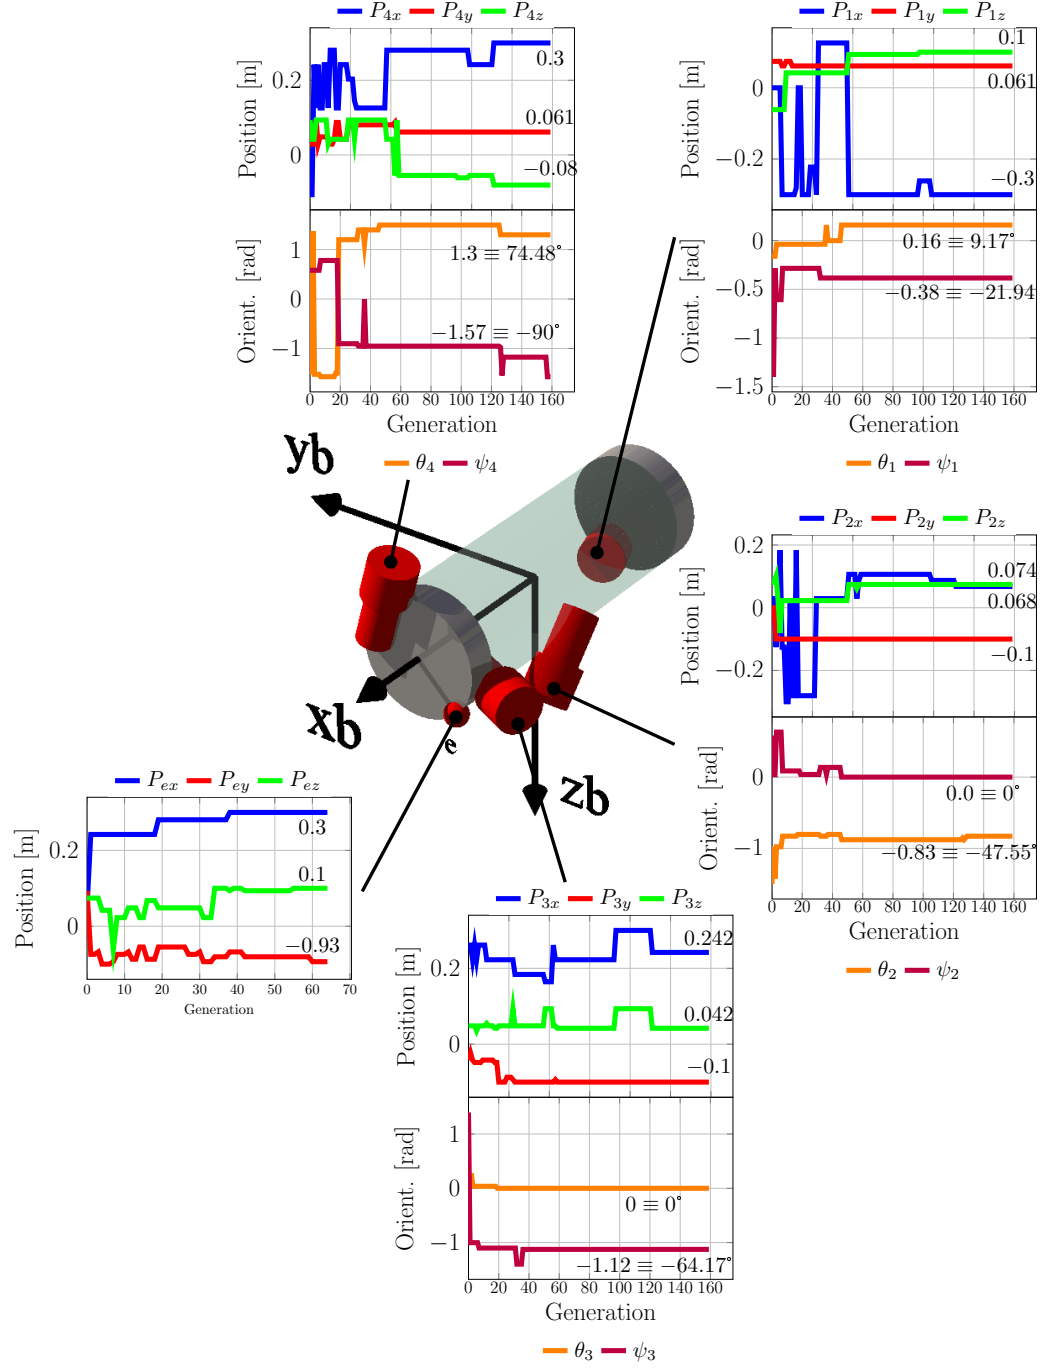 P4x P4y P4z
Position [m]
0.2
0
0.3
0.061
−0.08
Orient. [rad]
1
0
−1
1.3 ≡ 74.48°
−1.57 ≡ −90°
0 20 40 60 80 100 120 140 160
Generation
θ4 ψ4
P1x P1y P1z
Position [m]
0
−0.2
0.1
0.061
−0.3
Orient. [rad]
0
−0.5
−1
−1.5
0.16 ≡ 9.17°
−0.38 ≡ −21.94
0 20 40 60 80 100 120 140 160
Generation
θ1 ψ1
yb
xb
zb
e
P2x P2y P2z
Position [m]
0.2
0
−0.2
0.074
0.068
−0.1
Orient. [rad]
0
−1
0.0 ≡ 0°
−0.83 ≡ −47.55°
0 20 40 60 80 100 120 140 160
Generation
θ2 ψ2
Pex Pey Pez
Position [m]
0.2
0
0.3
0.1
−0.93
0 10 20 30 40 50 60 70
Generation
P3x P3y P3z
Position [m]
0.2
0
0.242
0.042
−0.1
Orient. [rad]
1
0
−1
0 ≡ 0°
−1.12 ≡ −64.17°
0 20 40 60 80 100 120 140 160
Generation
θ3 ψ3